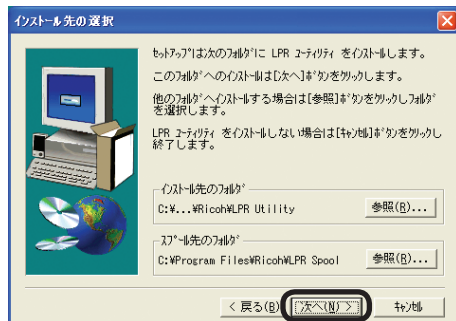 インストール先の選択
セットアップは次のフォルダに LPR ユーティリティ をインストールします。
このフォルダへのインストールは[次へ]ボタンをクリックします。
他のフォルダへインストールする場合は[参照]ボタンをクリックしフォルダ
を選択します。
LPR ユーティリティ をインストールしない場合は[キャンセル]ボタンをクリックし
終了します。
インストール先のフォルダ
C:¥...¥Ricoh¥LPR Utility
参照(R)...
スプール先のフォルダ
C:¥Program Files¥Ricoh¥LPR Spool
参照(R)...
< 戻る(B)
次へ(N) >
キャンセル